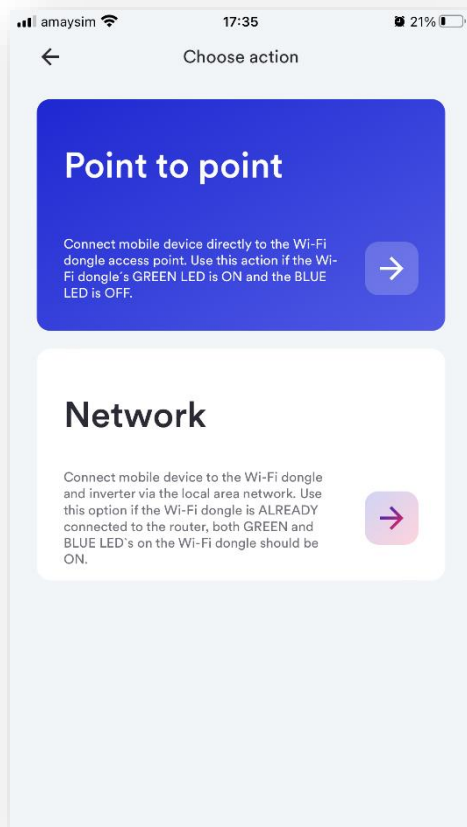 amaysim 17:35 21%
Choose action
Point to point
Connect mobile device directly to the Wi-Fi
dongle access point. Use this action if the Wi-
Fi dongle´s GREEN LED is ON and the BLUE
LED is OFF.
Network
Connect mobile device to the Wi-Fi dongle
and inverter via the local area network. Use
this option if the Wi-Fi dongle is ALREADY
connected to the router, both GREEN and
BLUE LED`s on the Wi-Fi dongle should be
ON.